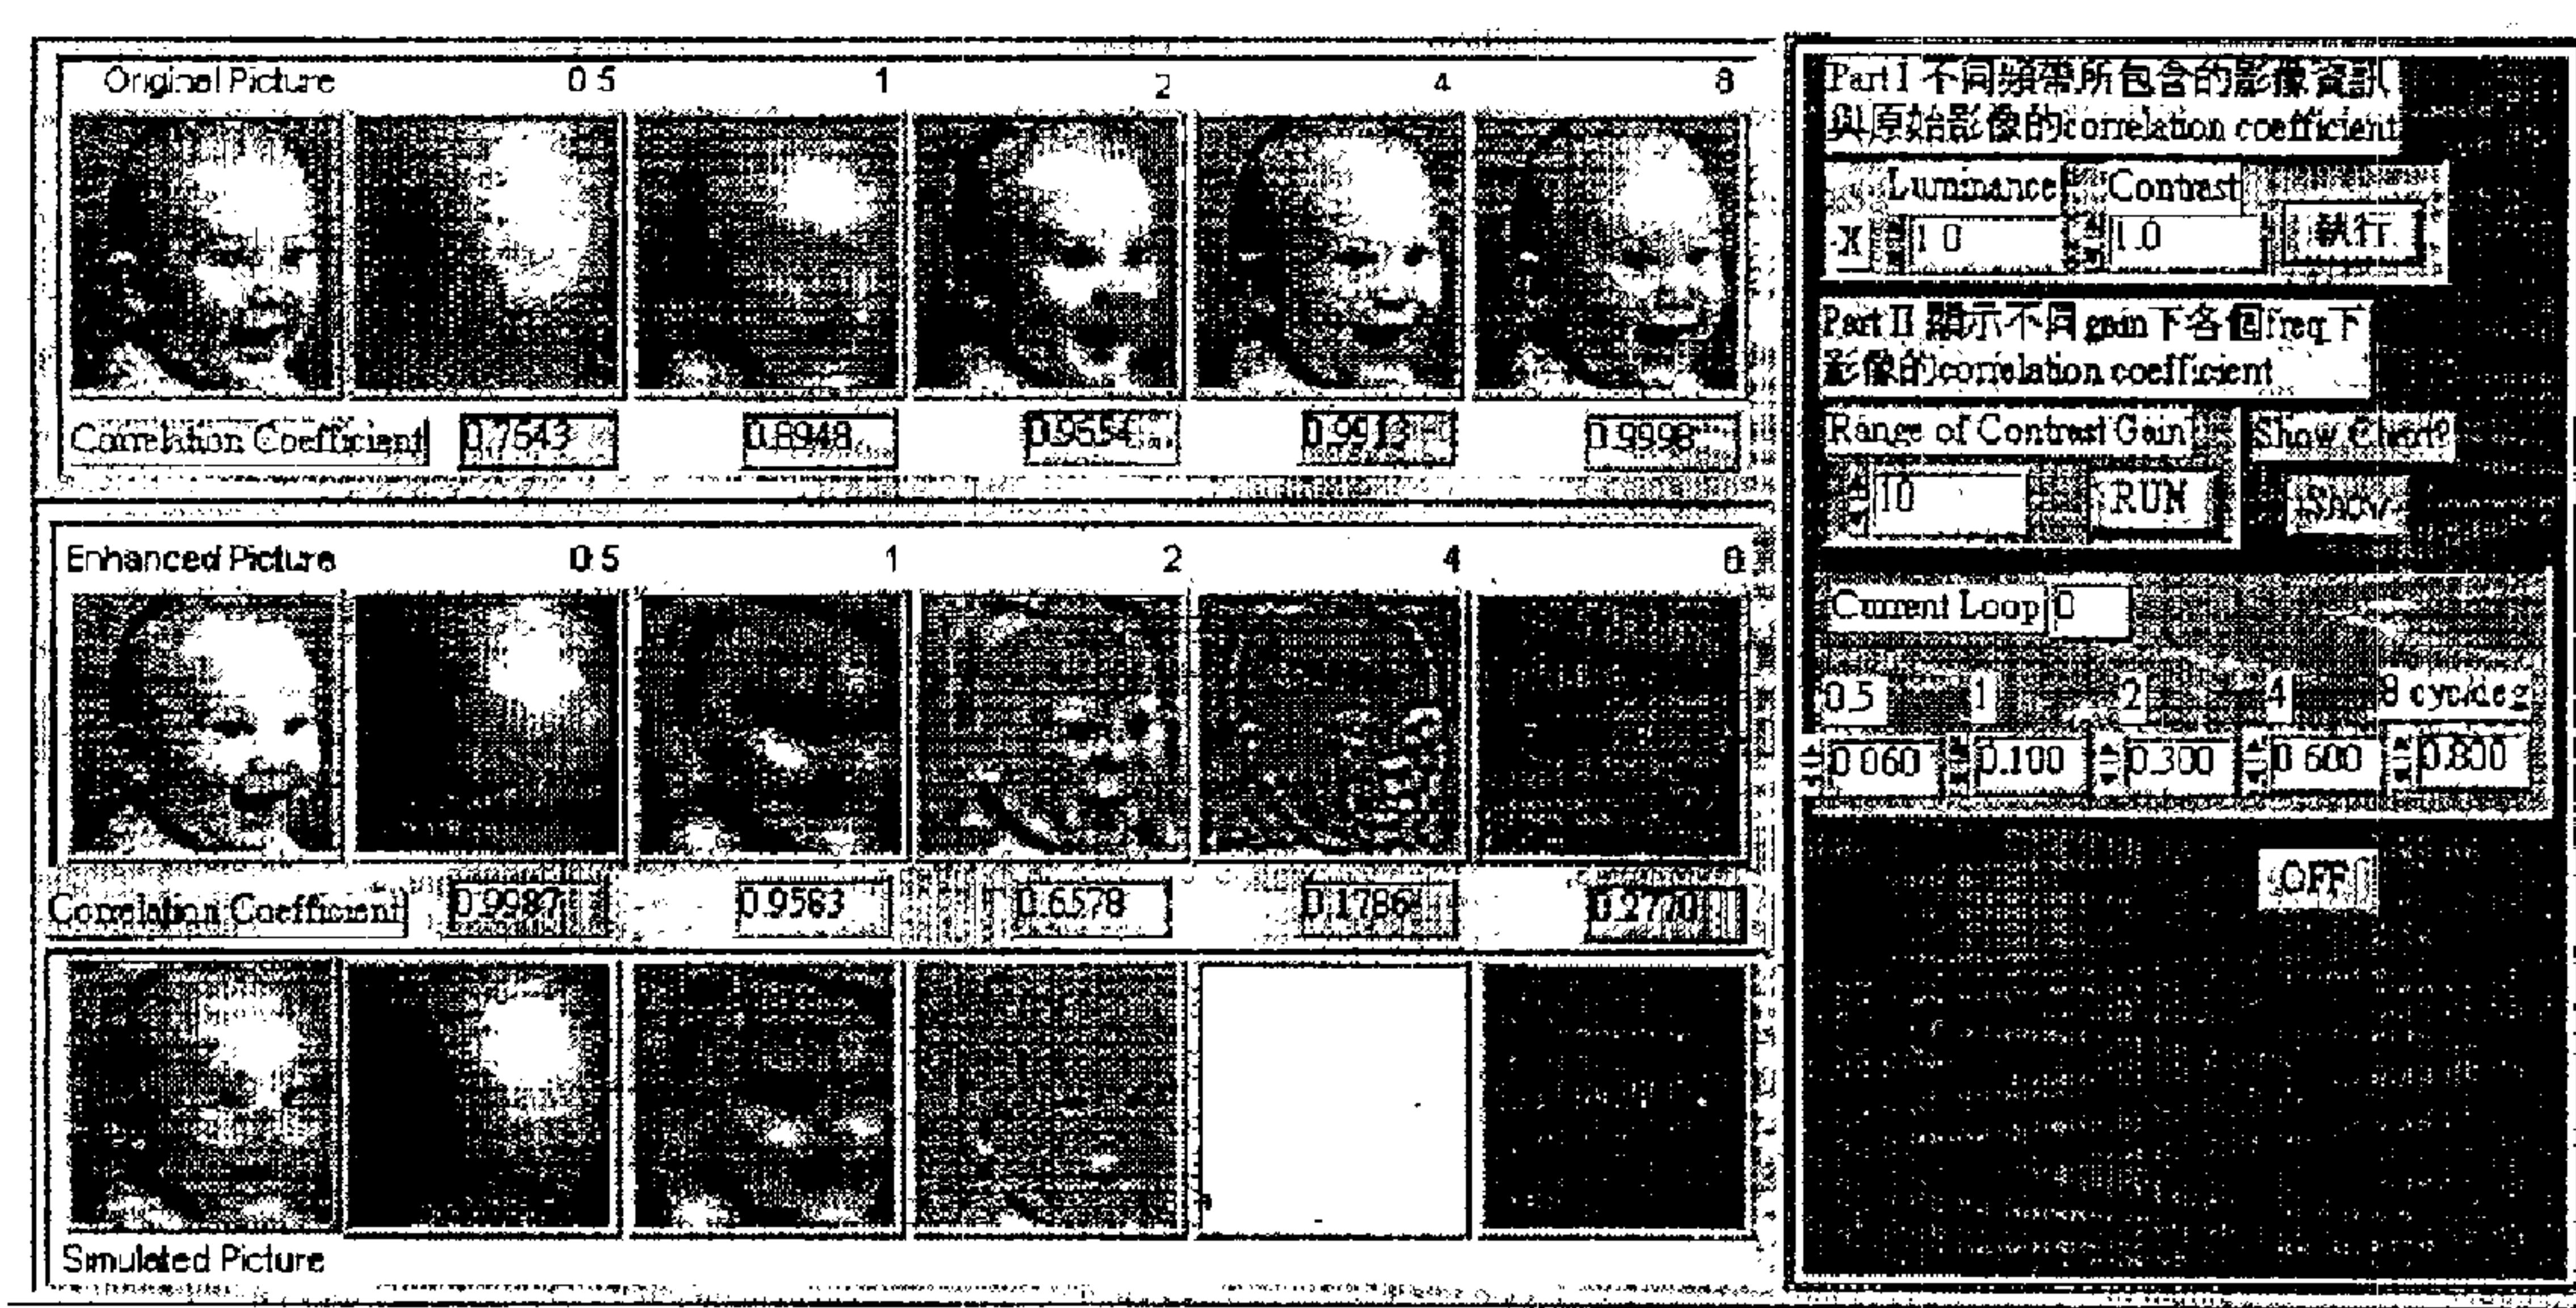 Original Picture 0.5 1 2 4 8
Correlation Coefficient 0.7643 0.8948 0.9654 0.9913 0.9998
Enhanced Picture 0.5 1 2 4 8
Correlation Coefficient 0.9987 0.9583 0.6578 0.1786 0.2770
Simulated Picture
Part I 不同頻帶所包含的影像資訊
與原始影像的correlation coefficient
Luminance Contrast
X 1.0 1.0 執行
Part II 顯示不同gain下各個freq下
影像的correlation coefficient
Range of Contrast Gain Show Chart?
10 RUN Show
Current Loop 0
0.5 1 2 4 8 cyc/deg
0.060 0.100 0.300 0.600 0.800
OFF